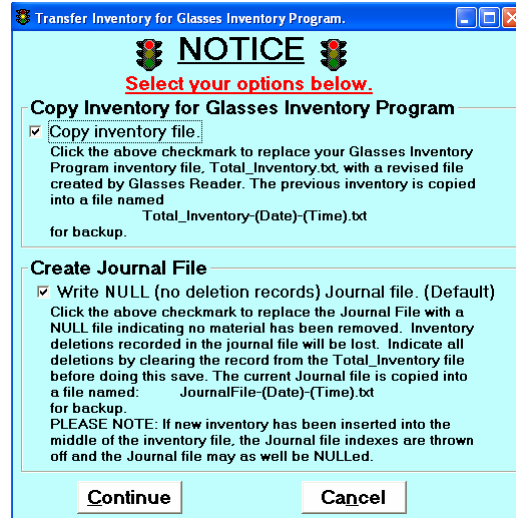 Transfer Inventory for Glasses Inventory Program.
NOTICE
Select your options below.
Copy Inventory for Glasses Inventory Program
Copy inventory file.
Click the above checkmark to replace your Glasses Inventory
Program inventory file, Total_Inventory.txt, with a revised file
created by Glasses Reader. The previous inventory is copied
into a file named
Total_Inventory-(Date)-(Time).txt
for backup.
Create Journal File
Write NULL (no deletion records) Journal file. (Default)
Click the above checkmark to replace the Journal File with a
NULL file indicating no material has been removed. Inventory
deletions recorded in the journal file will be lost. Indicate all
deletions by clearing the record from the Total_Inventory file
before doing this save. The current Journal file is copied into
a file named: JournalFile-(Date)-(Time).txt
for backup.
PLEASE NOTE: If new inventory has been inserted into the
middle of the inventory file, the Journal file indexes are thrown
off and the Journal file may as well be NULLed.
Continue Cancel